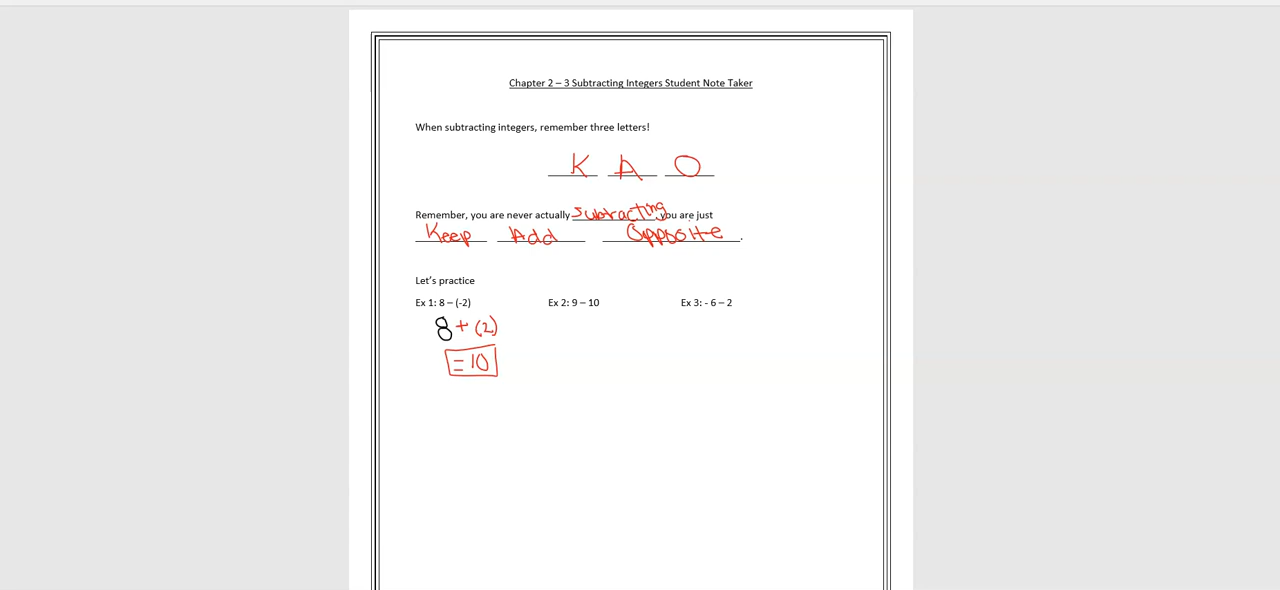 Chapter 2 – 3 Subtracting Integers Student Note Taker
When subtracting integers, remember three letters!
K A O
Remember, you are never actually subtracting, you are just
Keep Add Opposite.
Let's practice
Ex 1: 8 – (-2) Ex 2: 9 – 10 Ex 3: - 6 – 2
8 + (2)
= 10